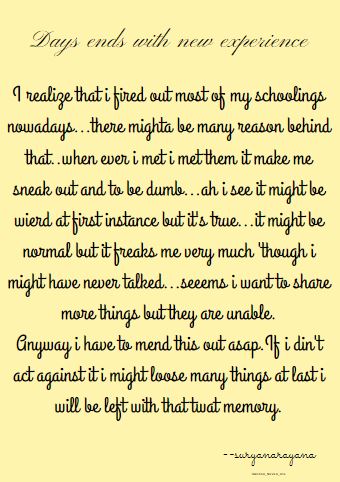 Days ends with new experience
I realize that i fired out most of my schoolings
nowadays...there mighta be many reason behind
that..when ever i met i met them it make me
sneak out and to be dumb...ah i see it might be
wierd at first instance but it's true...it might be
normal but it freaks me very much 'though i
might have never talked...seeems i want to share
more things but they are unable.
Anyway i have to mend this out asap.If i din't
act against it i might loose many things at last i
will be left with that twat memory.
--suryanarayana